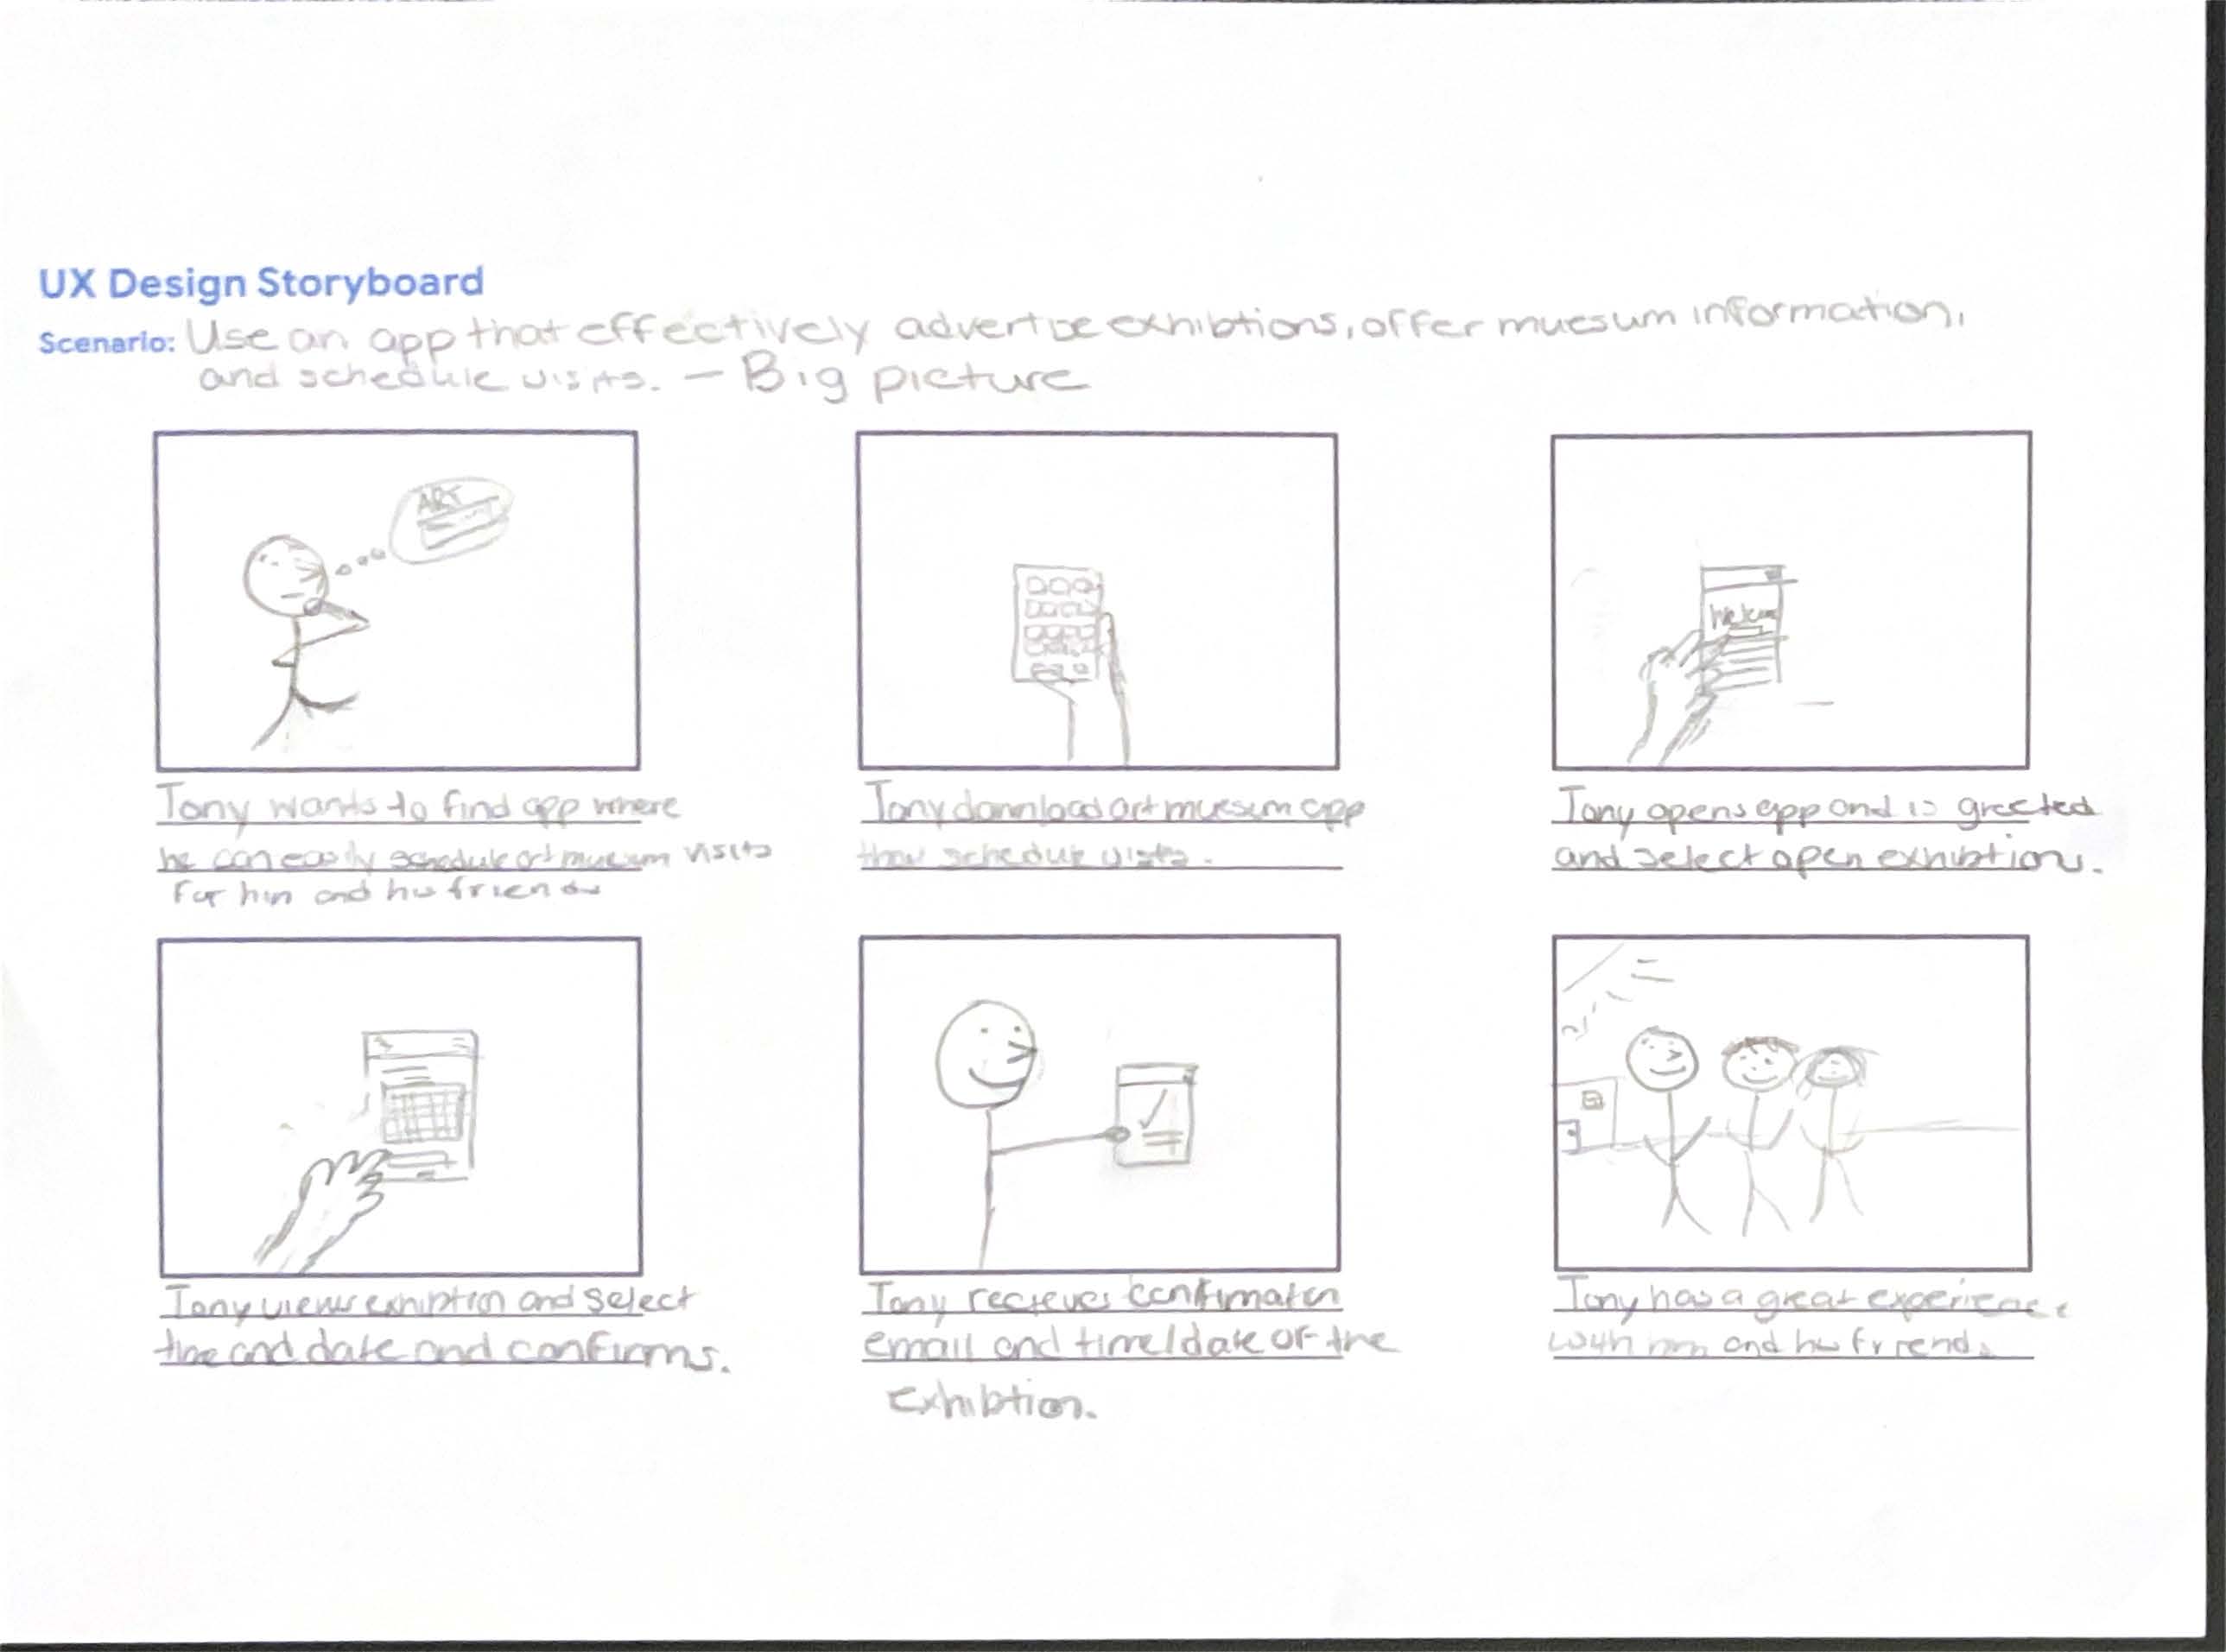 UX Design Storyboard
Scenario: Use an app that effectively advertise exhibtions, offer muesum information,
and schedule visits. - Big picture
ART
Tony wants to find app where
he can easily schedule art museum visits
for him and his friends
Tony download art muesum app
that schedule visits.
Welcome
Tony opens app and is greeted
and select open exhibtions.
Tony views exhibtion and select
time and date and confirms.
Tony recieves confirmation
email and time/date of the
exhibtion.
Tony has a great experience
with him and his friends